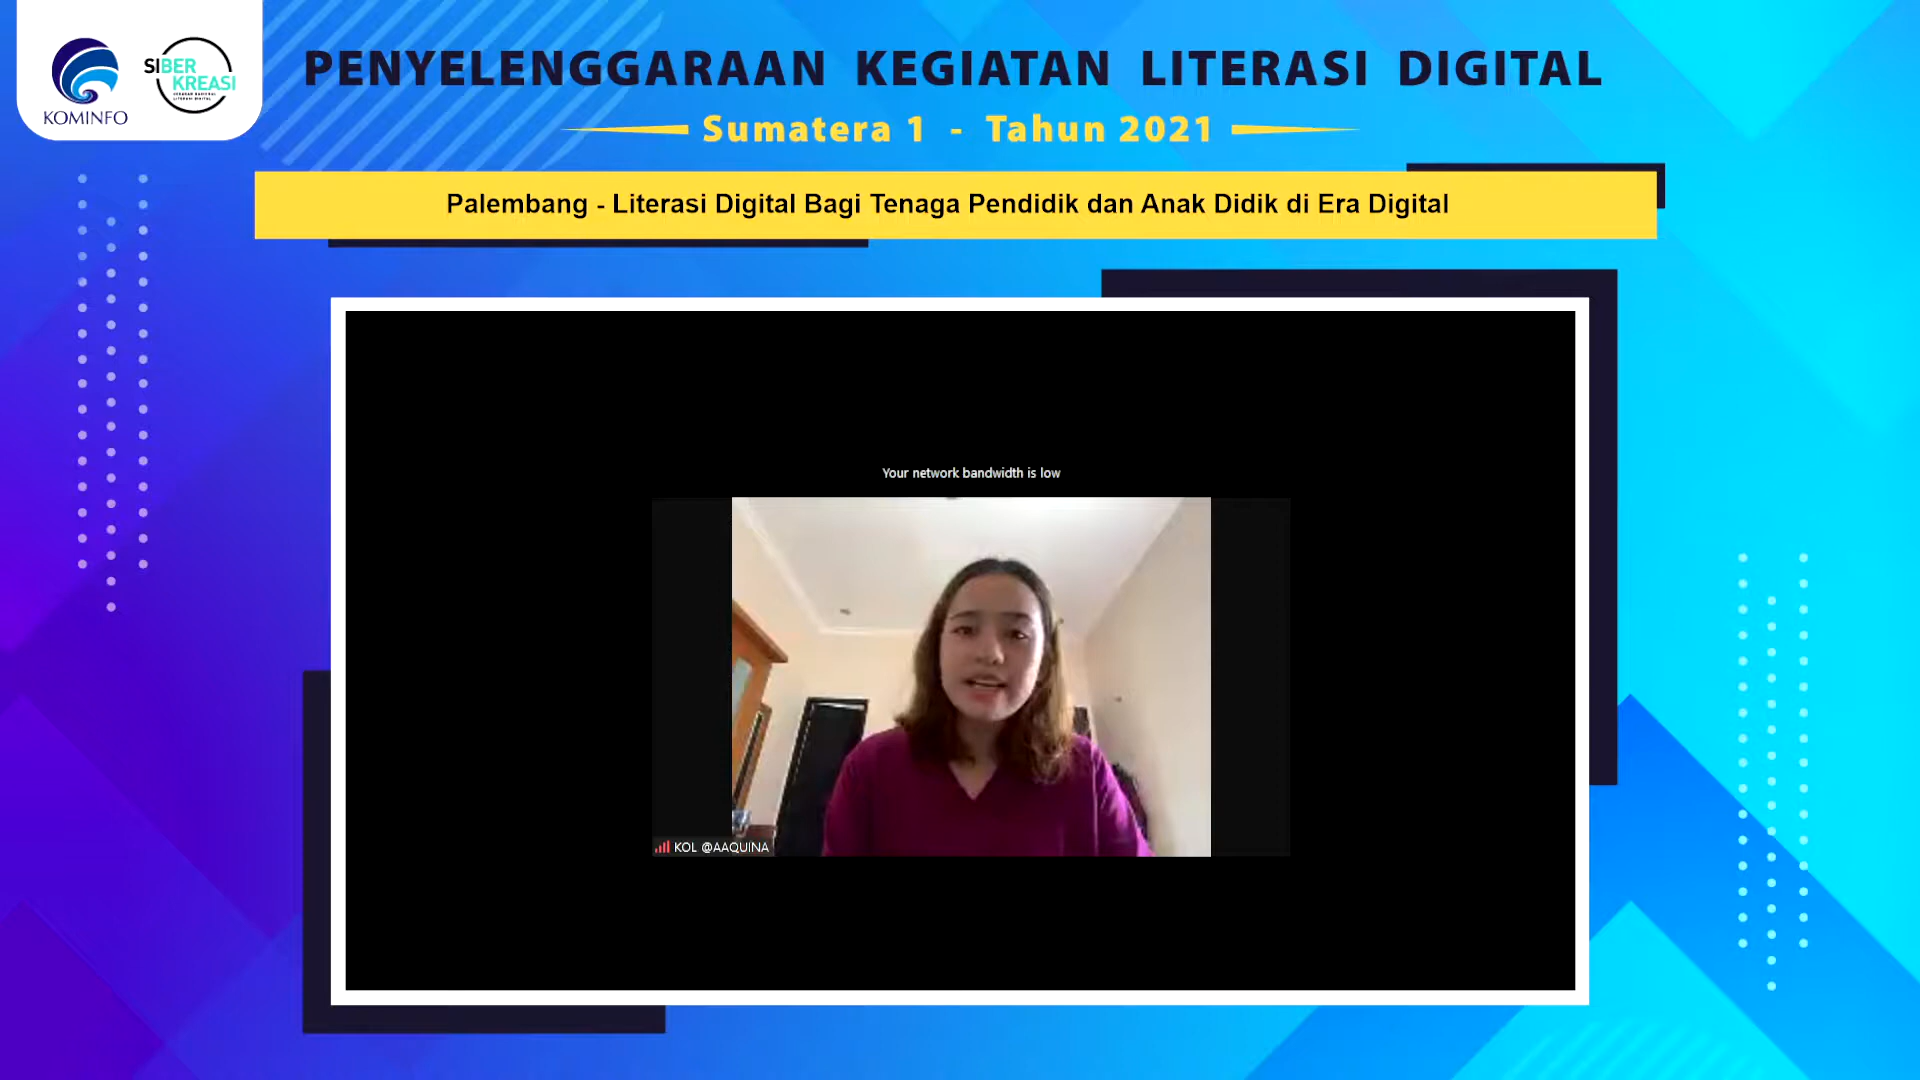 KOMINFO
SIBER
KREASI
PENYELENGGARAAN KEGIATAN LITERASI DIGITAL
Sumatera 1 - Tahun 2021
Palembang - Literasi Digital Bagi Tenaga Pendidik dan Anak Didik di Era Digital
Your network bandwidth is low
KOL @AAQUINA